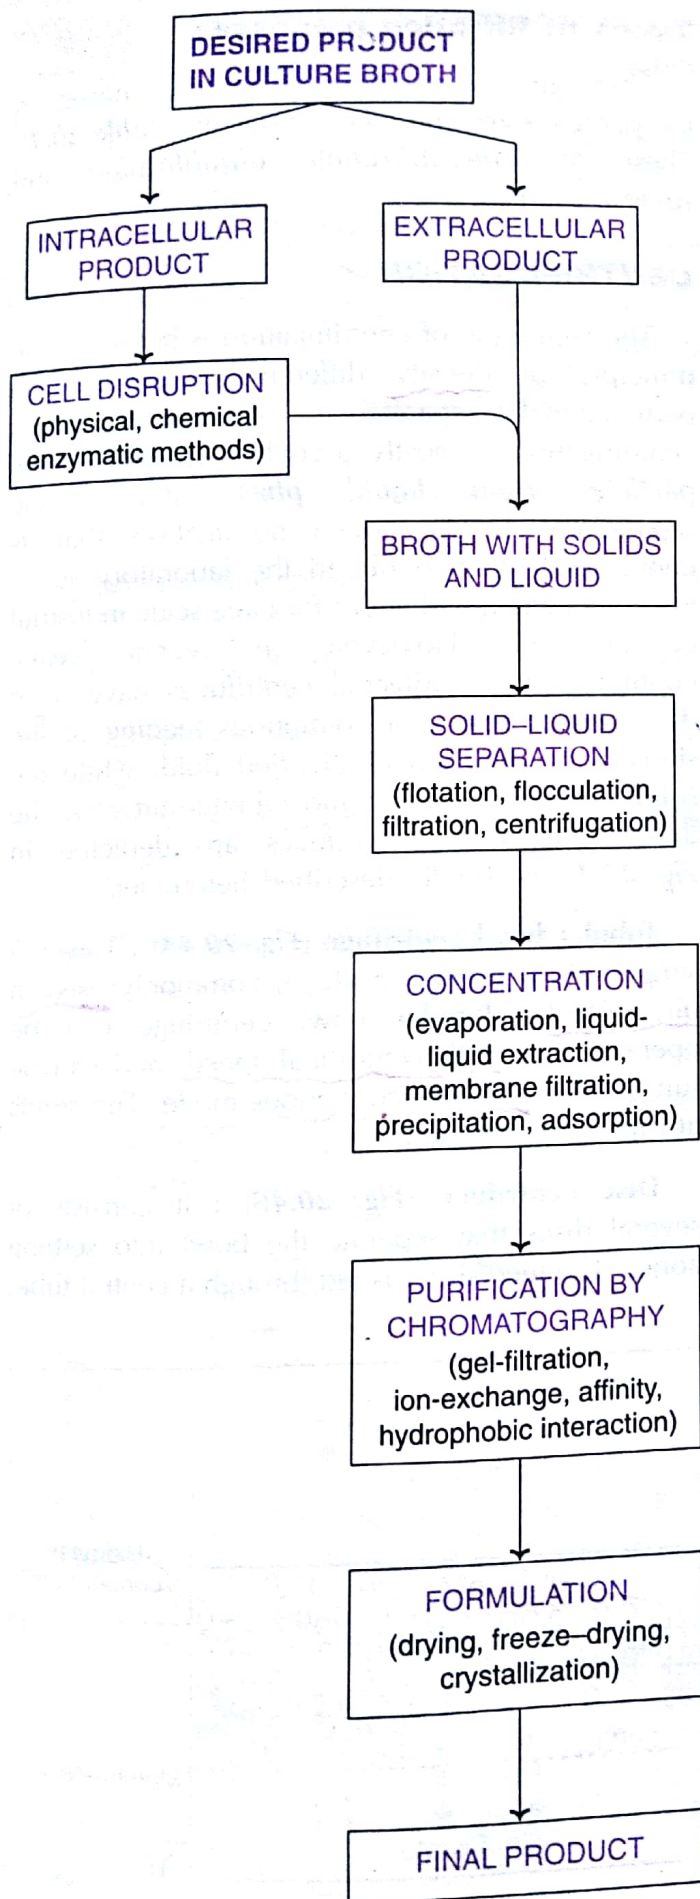 DESIRED PRODUCT
IN CULTURE BROTH
INTRACELLULAR
PRODUCT
EXTRACELLULAR
PRODUCT
CELL DISRUPTION
(physical, chemical
enzymatic methods)
BROTH WITH SOLIDS
AND LIQUID
SOLID–LIQUID
SEPARATION
(flotation, flocculation,
filtration, centrifugation)
CONCENTRATION
(evaporation, liquid-
liquid extraction,
membrane filtration,
precipitation, adsorption)
PURIFICATION BY
CHROMATOGRAPHY
(gel-filtration,
ion-exchange, affinity,
hydrophobic interaction)
FORMULATION
(drying, freeze–drying,
crystallization)
FINAL PRODUCT